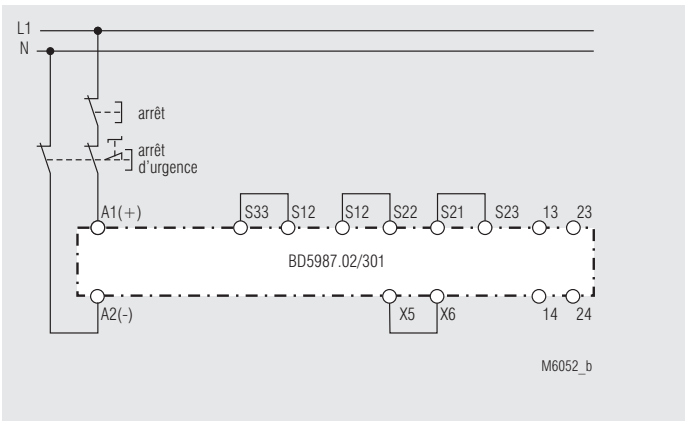 L1
N
arrêt
arrêt
d'urgence
A1(+) S33 S12 S12 S22 S21 S23 13 23
BD5987.02/301
A2(-) X5 X6 14 24
M6052_b